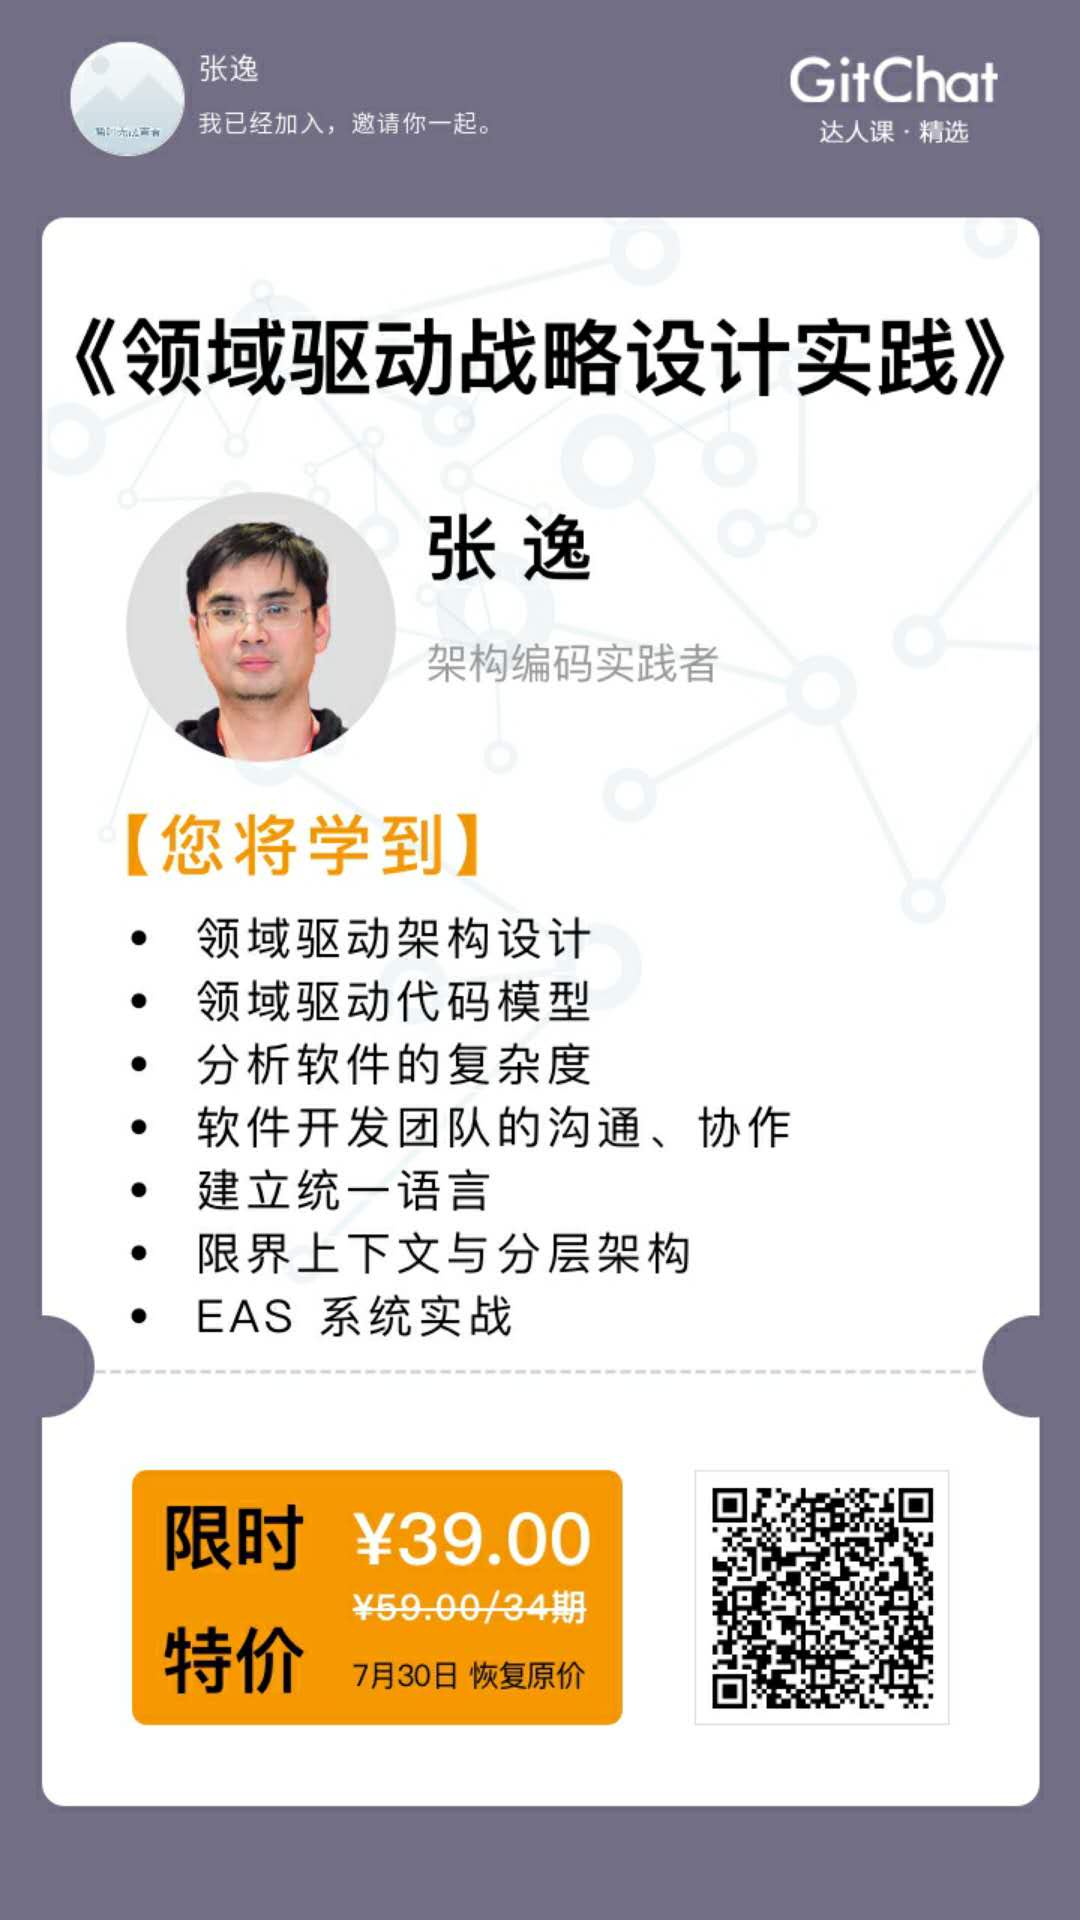 张逸
我已经加入，邀请你一起。
GitChat
达人课 · 精选
《领域驱动战略设计实践》
张 逸
架构编码实践者
【您将学到】
• 领域驱动架构设计
• 领域驱动代码模型
• 分析软件的复杂度
• 软件开发团队的沟通、协作
• 建立统一语言
• 限界上下文与分层架构
• EAS 系统实战
限时
特价
¥39.00
¥59.00/34期
7月30日 恢复原价